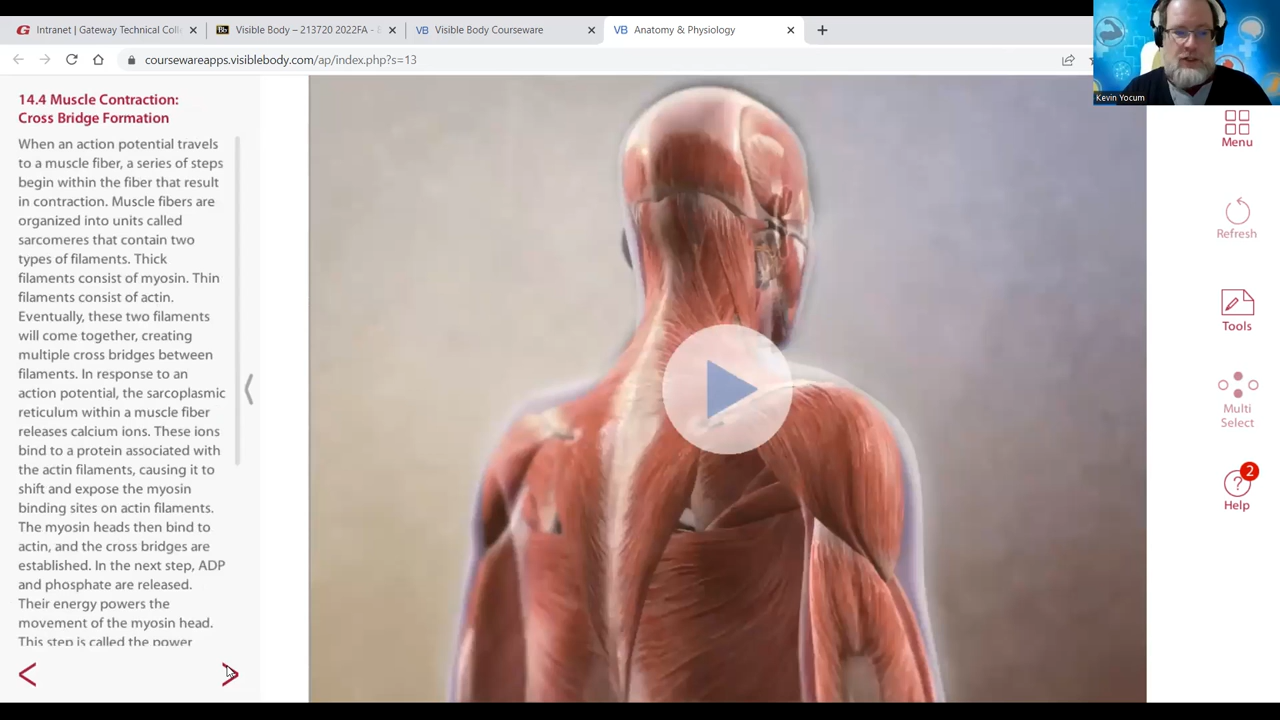 Intranet | Gateway Technical Coll
Visible Body – 213720 2022FA -
Visible Body Courseware
Anatomy & Physiology
coursewareapps.visiblebody.com/ap/index.php?s=13
Kevin Yocum
14.4 Muscle Contraction:
Cross Bridge Formation
When an action potential travels
to a muscle fiber, a series of steps
begin within the fiber that result
in contraction. Muscle fibers are
organized into units called
sarcomeres that contain two
types of filaments. Thick
filaments consist of myosin. Thin
filaments consist of actin.
Eventually, these two filaments
will come together, creating
multiple cross bridges between
filaments. In response to an
action potential, the sarcoplasmic
reticulum within a muscle fiber
releases calcium ions. These ions
bind to a protein associated with
the actin filaments, causing it to
shift and expose the myosin
binding sites on actin filaments.
The myosin heads then bind to
actin, and the cross bridges are
established. In the next step, ADP
and phosphate are released.
Their energy powers the
movement of the myosin head.
This step is called the power
Menu
Refresh
Tools
Multi
Select
2
Help